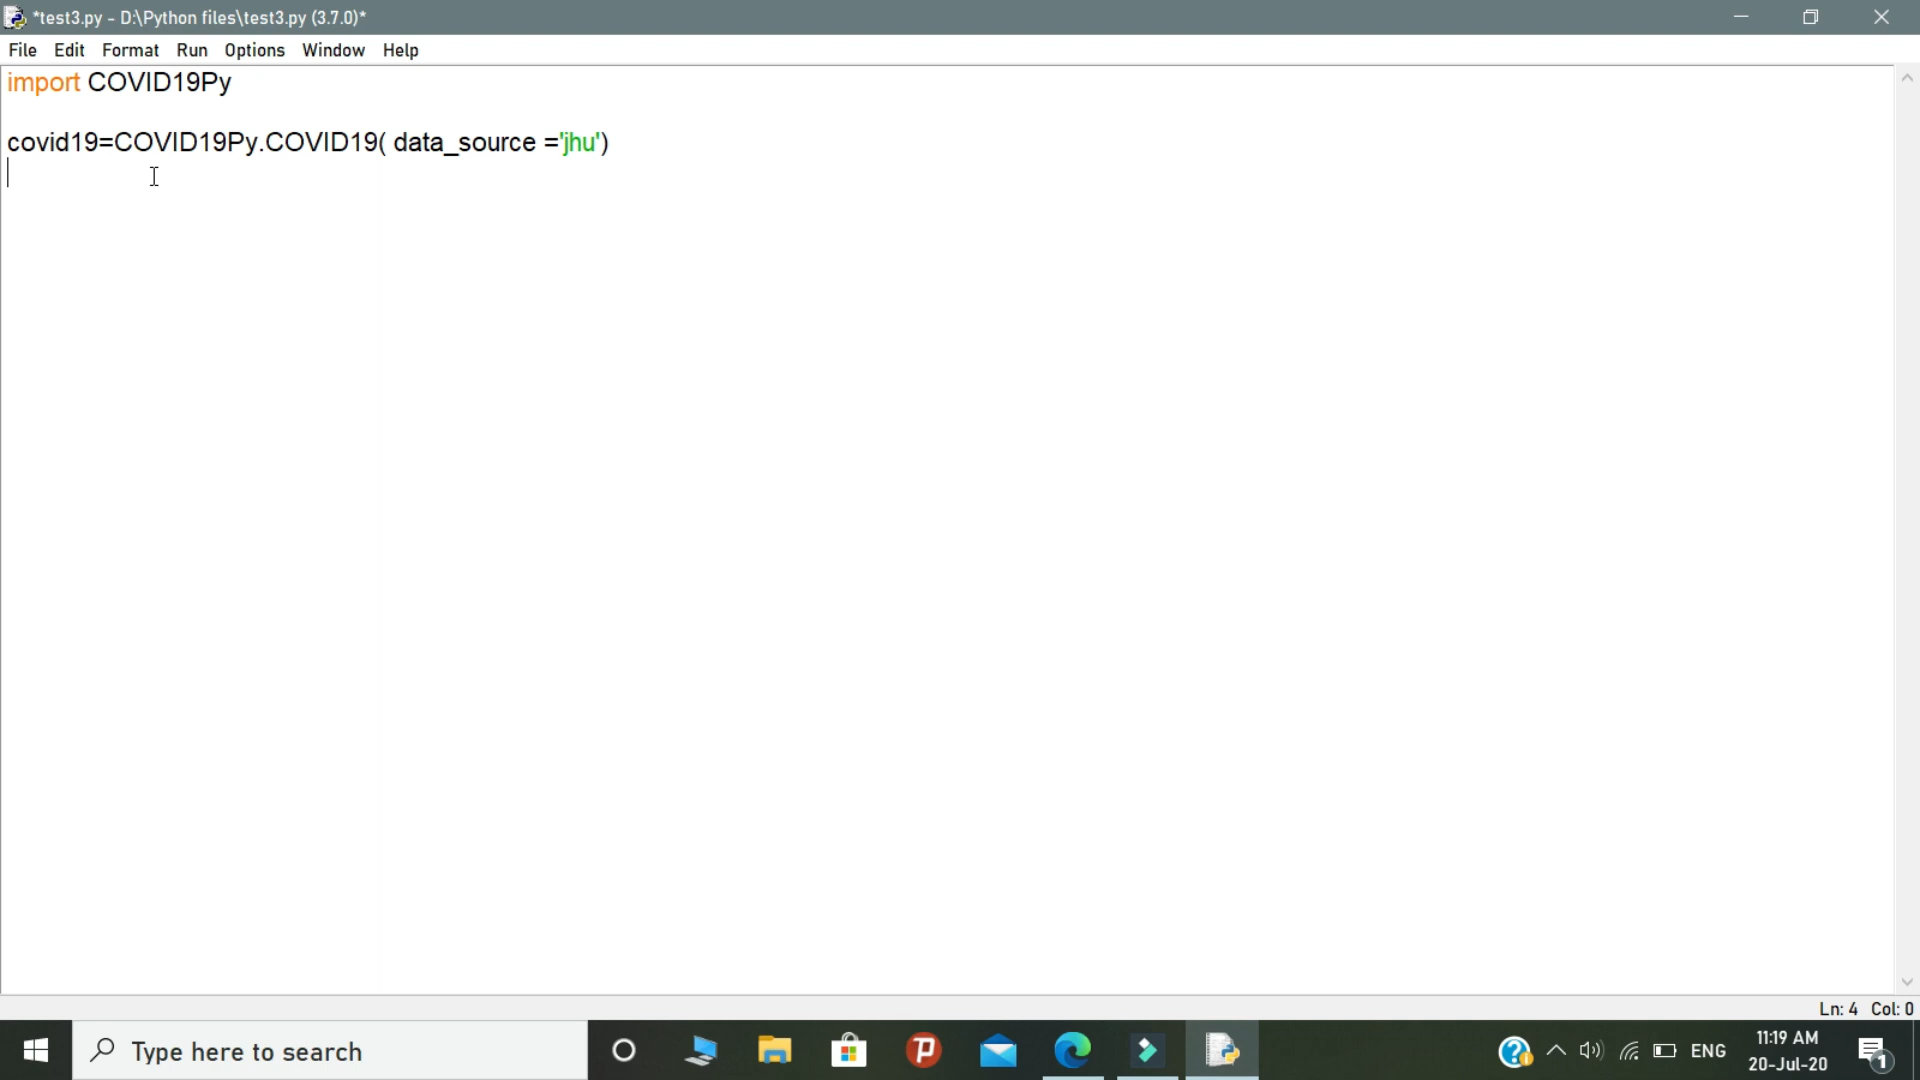 *test3.py - D:\Python files\test3.py (3.7.0)*
File Edit Format Run Options Window Help
import COVID19Py
covid19=COVID19Py.COVID19( data_source ='jhu')
Ln: 4 Col: 0
Type here to search
ENG
11:19 AM
20-Jul-20
1